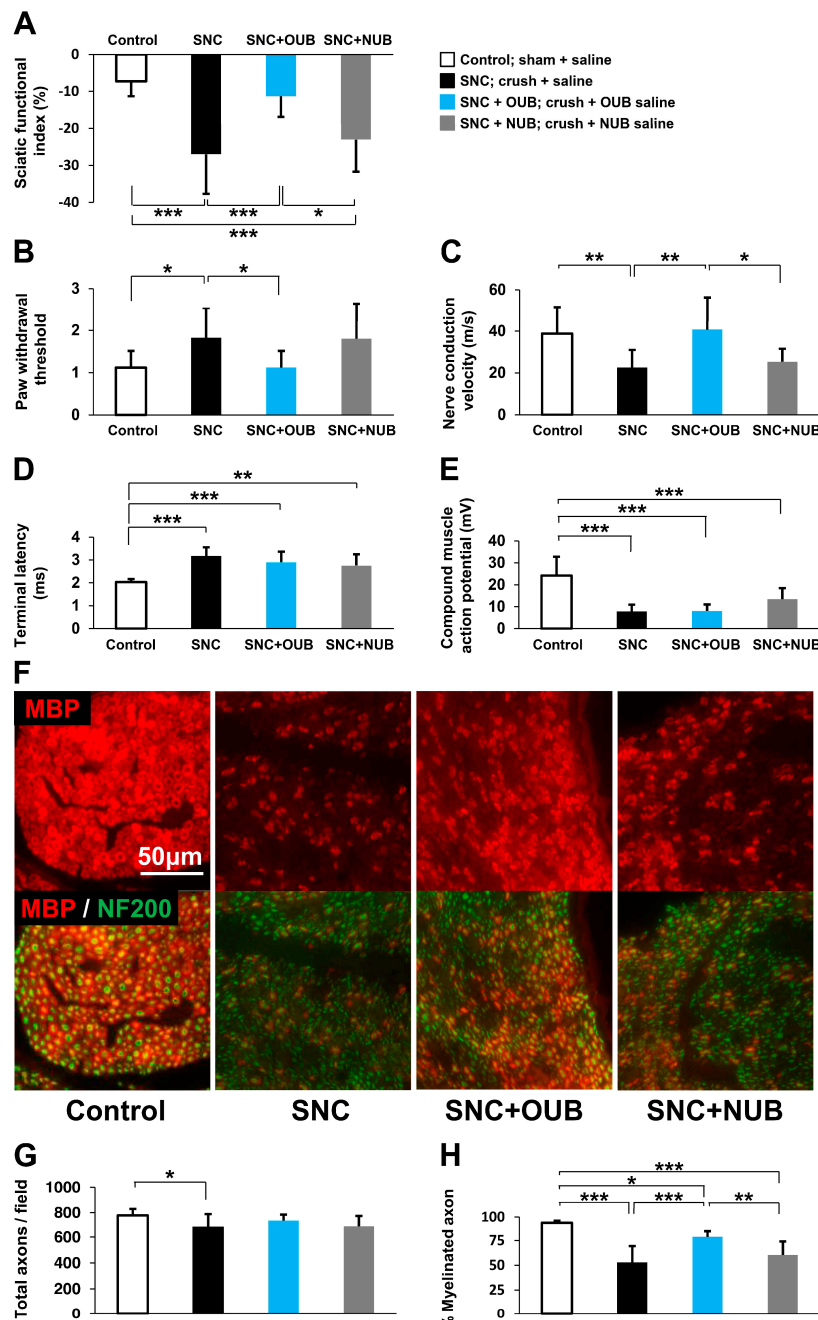 A
Control SNC SNC+OUB SNC+NUB
Sciatic functional
index (%)
0
-10
-20
-30
-40
*** *** *
***
Control; sham + saline
SNC; crush + saline
SNC + OUB; crush + OUB saline
SNC + NUB; crush + NUB saline
B
* *
Paw withdrawal
threshold
3
2
1
0
Control SNC SNC+OUB SNC+NUB
C
** ** *
Nerve conduction
velocity (m/s)
60
40
20
0
Control SNC SNC+OUB SNC+NUB
D
**
***
***
Terminal latency
(ms)
4
3
2
1
0
Control SNC SNC+OUB SNC+NUB
E
***
***
***
Compound muscle
action potential (mV)
40
30
20
10
0
Control SNC SNC+OUB SNC+NUB
F
MBP
50µm
MBP / NF200
Control SNC SNC+OUB SNC+NUB
G
*
Total axons / field
1000
800
600
400
200
0
H
***
*
*** *** **
% Myelinated axon
100
75
50
25
0